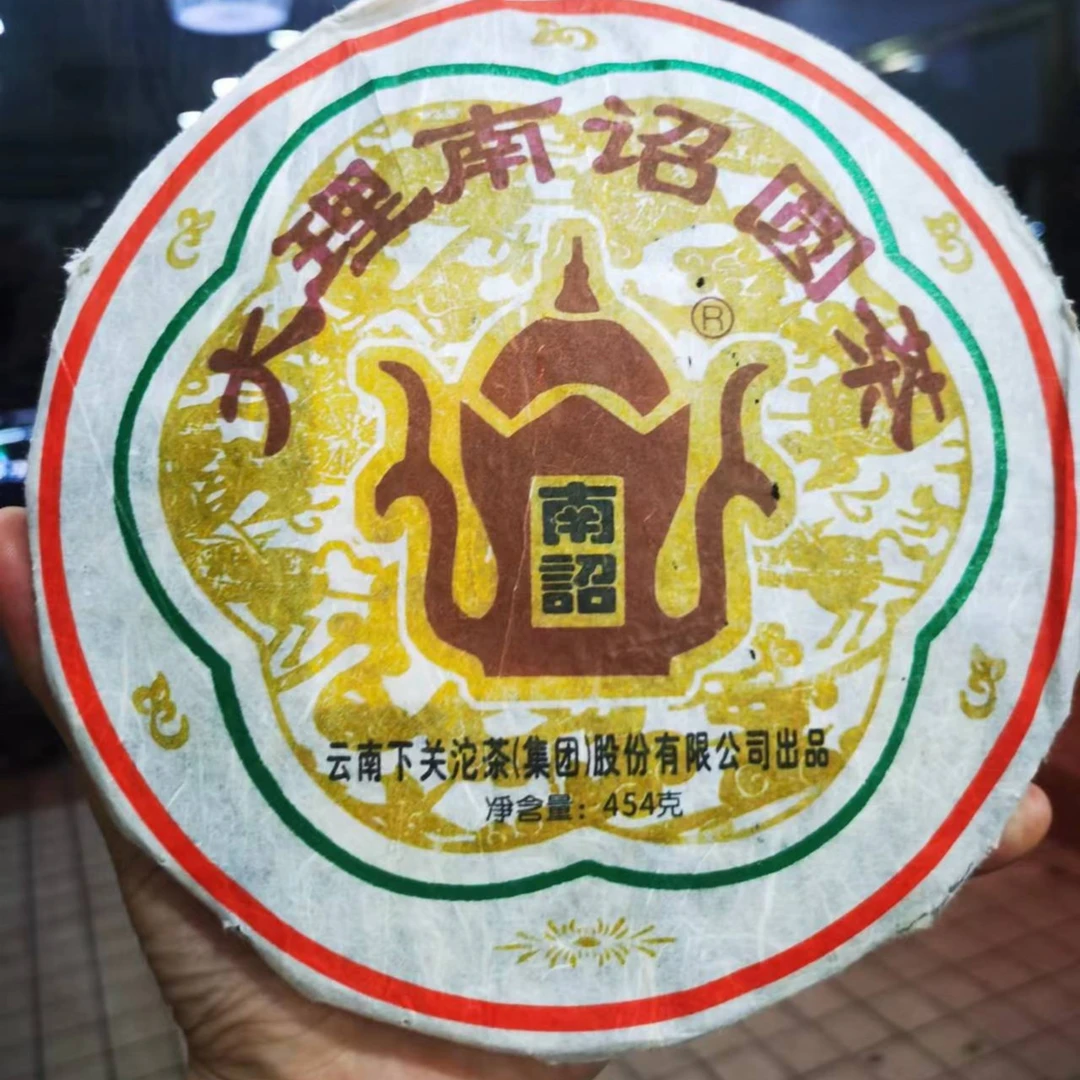 大理南诏圆茶
®
南
詔
云南下关沱茶(集团)股份有限公司出品
凈含量：454克